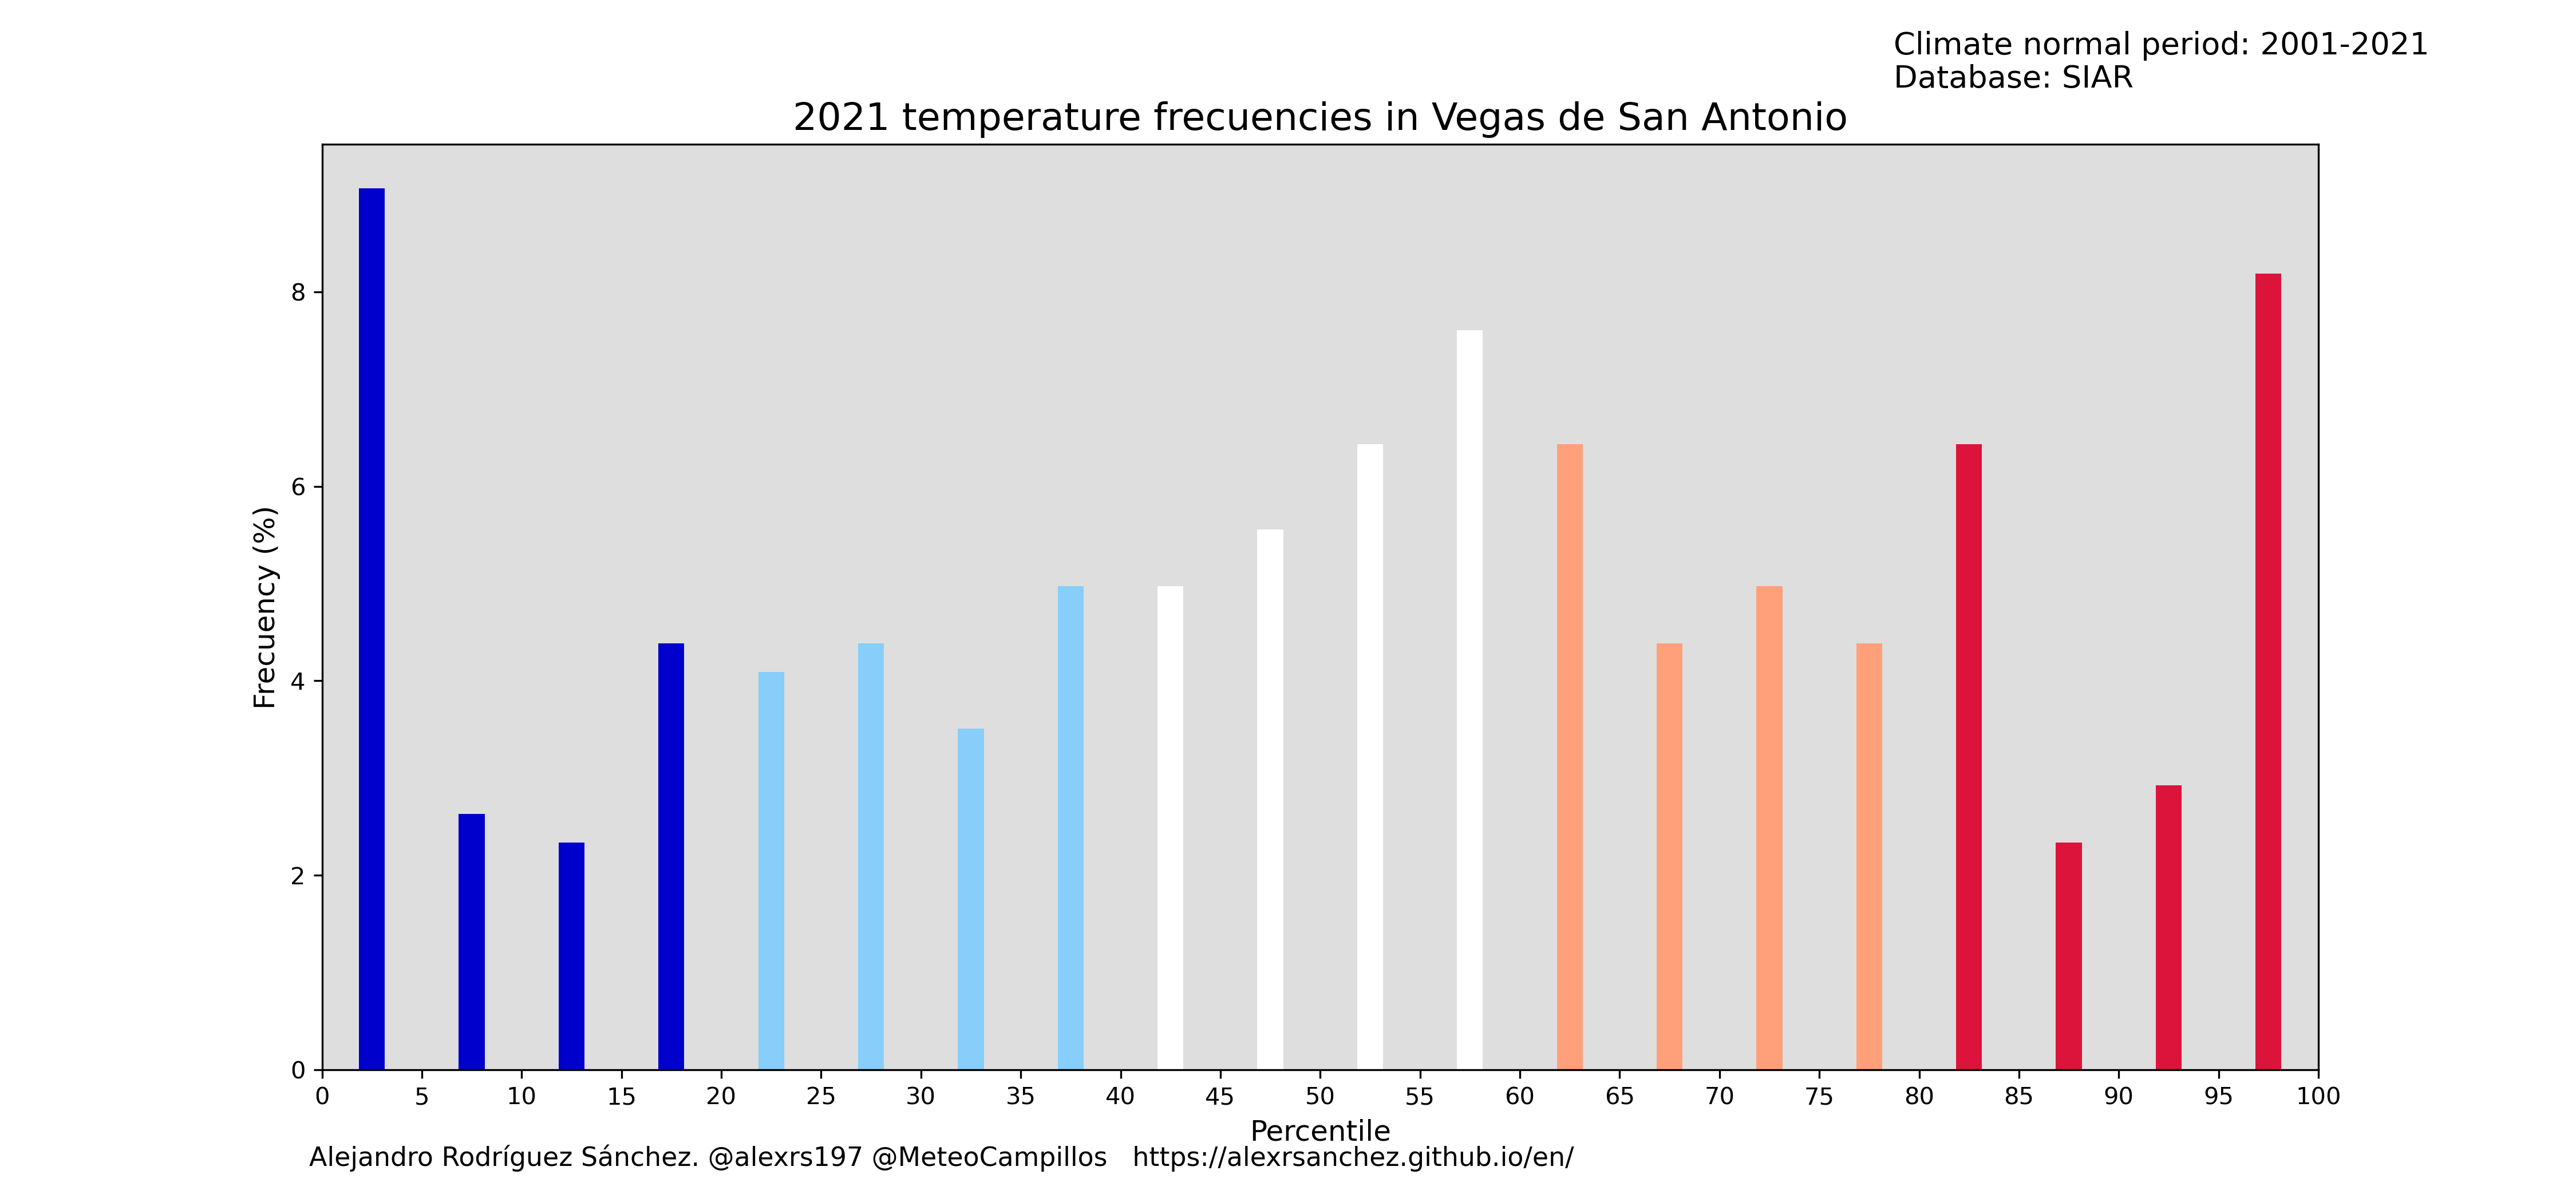 Climate normal period: 2001-2021
Database: SIAR
2021 temperature frecuencies in Vegas de San Antonio
Frecuency (%)
8
6
4
2
0
0 5 10 15 20 25 30 35 40 45 50 55 60 65 70 75 80 85 90 95 100
Percentile
Alejandro Rodríguez Sánchez. @alexrs197 @MeteoCampillos https://alexrsanchez.github.io/en/